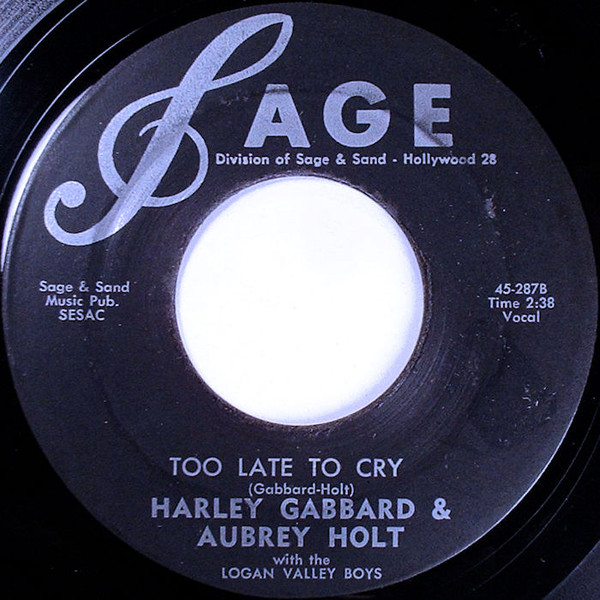 SAGE
Division of Sage & Sand - Hollywood 28
Sage & Sand
Music Pub.
SESAC
45-287B
Time 2:38
Vocal
TOO LATE TO CRY
(Gabbard-Holt)
HARLEY GABBARD &
AUBREY HOLT
with the
LOGAN VALLEY BOYS